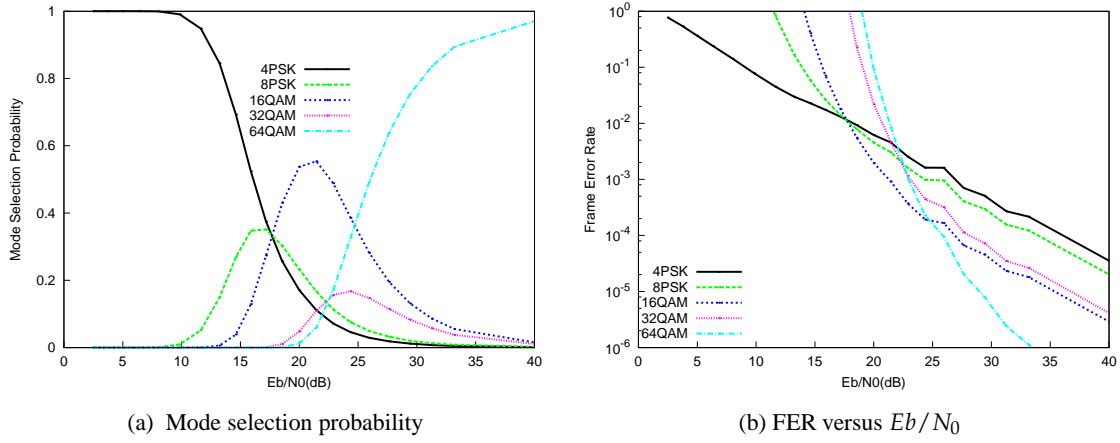 1
0.8
0.6
0.4
0.2
0
0 5 10 15 20 25 30 35 40
Mode Selection Probability
Eb/N0(dB)
4PSK
8PSK
16QAM
32QAM
64QAM
(a) Mode selection probability
10^0
10^-1
10^-2
10^-3
10^-4
10^-5
10^-6
0 5 10 15 20 25 30 35 40
Frame Error Rate
Eb/N0(dB)
4PSK
8PSK
16QAM
32QAM
64QAM
(b) FER versus Eb/N0